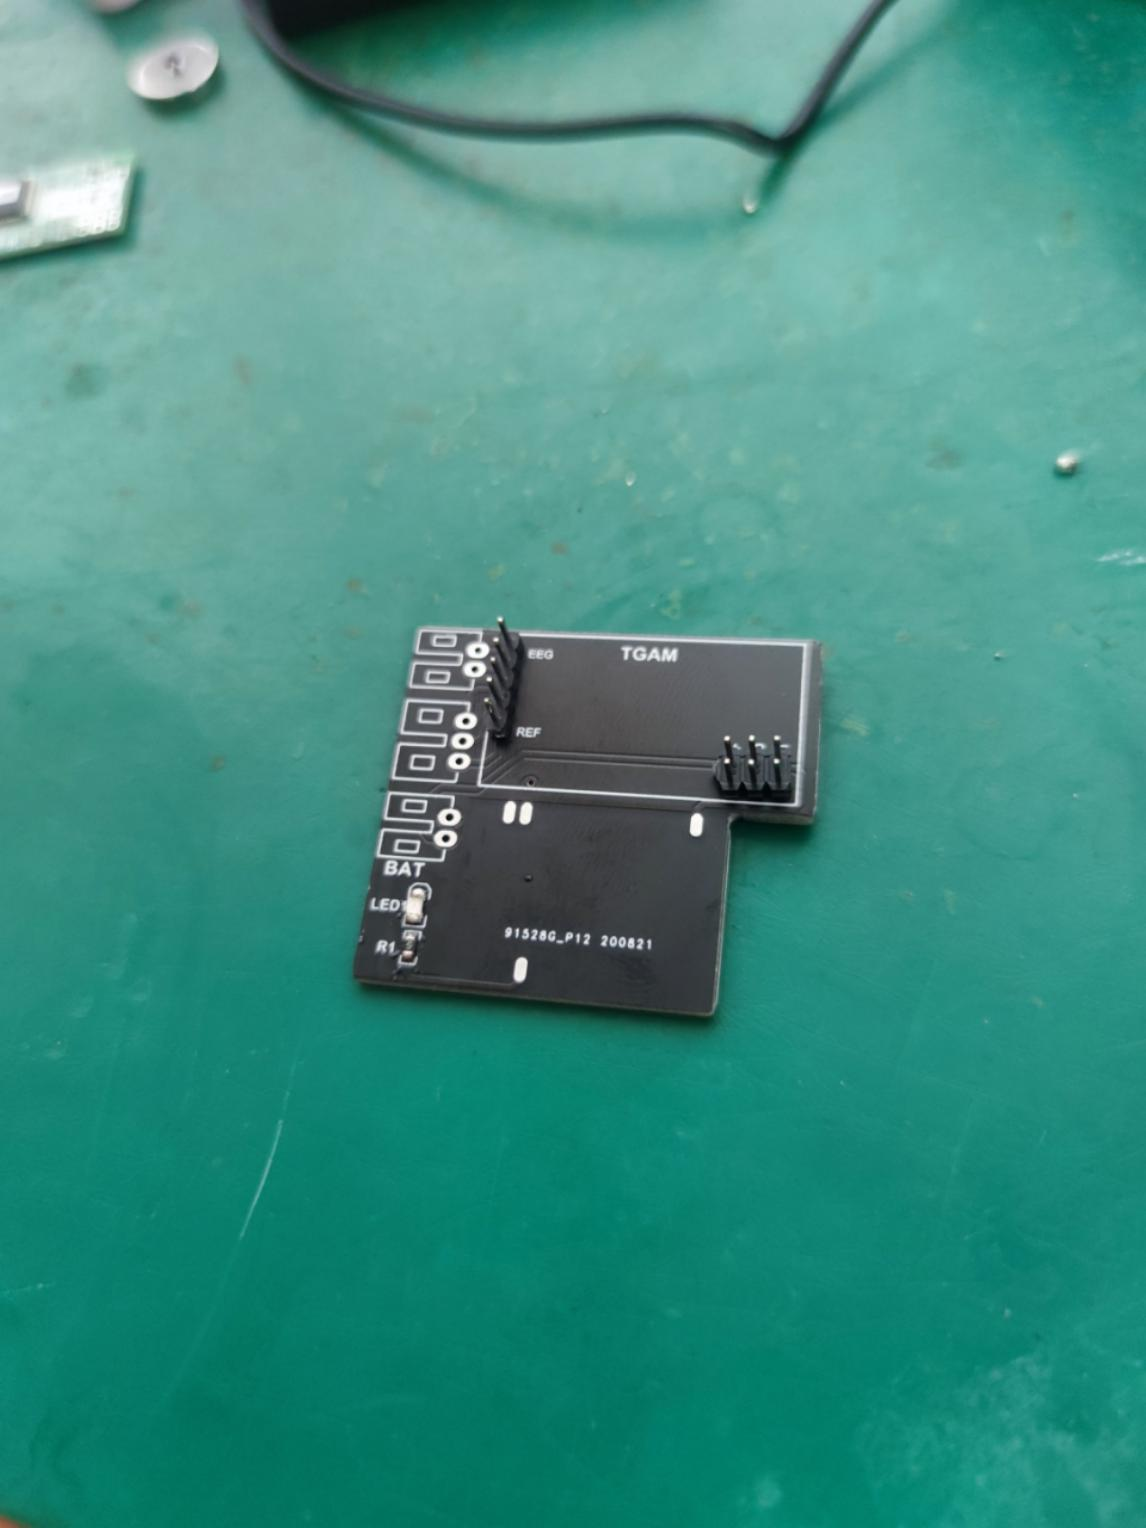 EEG
TGAM
REF
BAT
LED1
R1
91528G_P12 200821